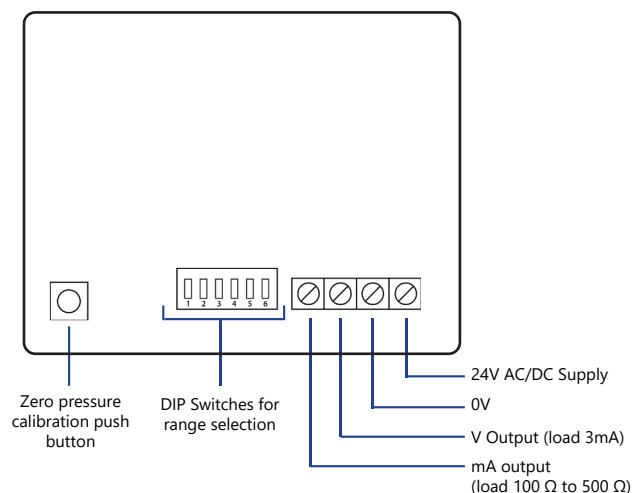 1 2 3 4 5 6
24V AC/DC Supply
0V
V Output (load 3mA)
mA output
(load 100 Ω to 500 Ω)
Zero pressure
calibration push
button
DIP Switches for
range selection